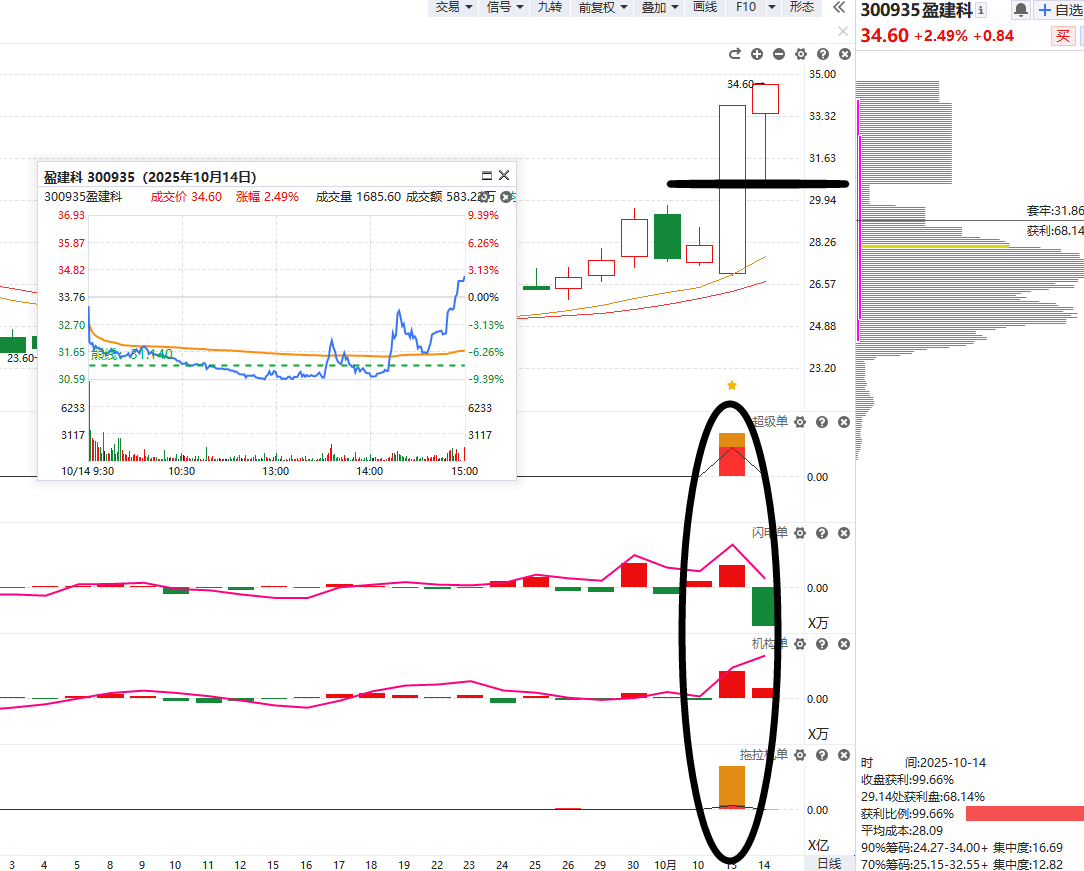 交易 信号 九转 前复权 叠加 画线 F10 形态
300935盈建科 自选
34.60 +2.49% +0.84 买
35.00
34.60
33.32
31.63
29.94
28.26
26.57
24.88
23.20
23.60
盈建科 300935（2025年10月14日）
300935盈建科 成交价 34.60 涨幅 2.49% 成交量 1685.60 成交额 583.2
36.93 9.39%
35.87 6.26%
34.82 3.13%
33.76 0.00%
32.70 -3.13%
31.65 -6.26%
31.140
30.59 -9.39%
6233 6233
3117 3117
10/14 9:30 10:30 13:00 14:00 15:00
套牢:31.86
获利:68.14
超级单
0.00
单
0.00
X万
机构单
0.00
X万
拖拉机单
0.00
X亿
3 4 5 8 9 10 11 12 15 16 17 18 19 22 23 24 25 26 29 30 10月 10 13 14 日线
时 间:2025-10-14
收盘获利:99.66%
29.14处获利盘:68.14%
获利比例:99.66%
平均成本:28.09
90%筹码:24.27-34.00+ 集中度:16.69
70%筹码:25.15-32.55+ 集中度:12.82